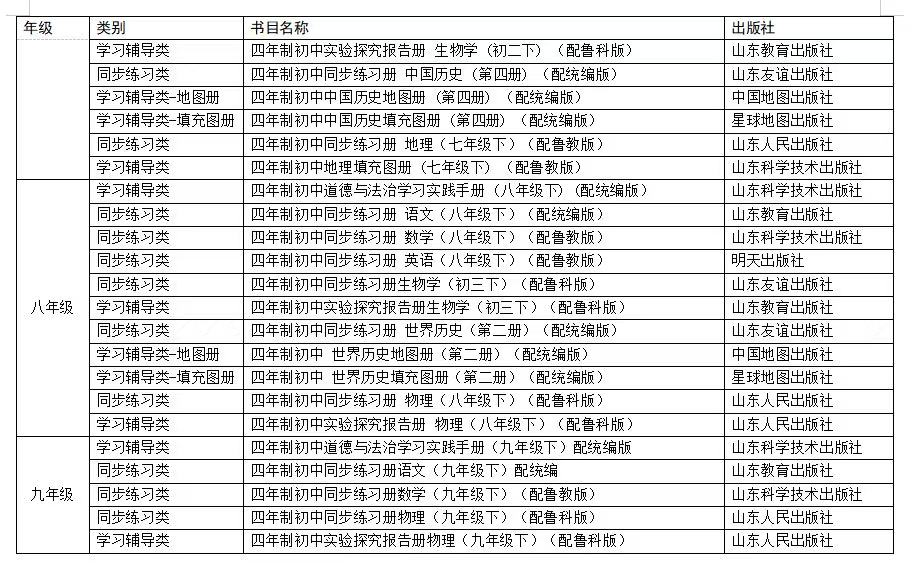 年级 类别 书目名称 出版社
学习辅导类 四年制初中实验探究报告册 生物学（初二下）（配鲁科版） 山东教育出版社
同步练习类 四年制初中同步练习册 中国历史（第四册）（配统编版） 山东友谊出版社
学习辅导类-地图册 四年制初中中国历史地图册（第四册）（配统编版） 中国地图出版社
学习辅导类-填充图册 四年制初中中国历史填充图册（第四册）（配统编版） 星球地图出版社
同步练习类 四年制初中同步练习册 地理（七年级下）（配鲁教版） 山东人民出版社
学习辅导类 四年制初中地理填充图册（七年级下）（配鲁教版） 山东科学技术出版社
学习辅导类 四年制初中道德与法治学习实践手册（八年级下）（配统编版） 山东科学技术出版社
同步练习类 四年制初中同步练习册 语文（八年级下）（配统编版） 山东教育出版社
同步练习类 四年制初中同步练习册 数学（八年级下）（配鲁教版） 山东科学技术出版社
同步练习类 四年制初中同步练习册 英语（八年级下）（配鲁教版） 明天出版社
同步练习类 四年制初中同步练习册生物学（初三下）（配鲁科版） 山东友谊出版社
八年级 学习辅导类 四年制初中实验探究报告册生物学（初三下）（配鲁科版） 山东教育出版社
同步练习类 四年制初中同步练习册 世界历史（第二册）（配统编版） 山东友谊出版社
学习辅导类-地图册 四年制初中 世界历史地图册（第二册）（配统编版） 中国地图出版社
学习辅导类-填充图册 四年制初中 世界历史填充图册（第二册）（配统编版） 星球地图出版社
同步练习类 四年制初中同步练习册 物理（八年级下）（配鲁科版） 山东人民出版社
学习辅导类 四年制初中实验探究报告册 物理（八年级下）（配鲁科版） 山东人民出版社
学习辅导类 四年制初中道德与法治学习实践手册（九年级下）配统编版 山东科学技术出版社
同步练习类 四年制初中同步练习册语文（九年级下）配统编 山东教育出版社
九年级 同步练习类 四年制初中同步练习册数学（九年级下）（配鲁教版） 山东科学技术出版社
同步练习类 四年制初中同步练习册物理（九年级下）（配鲁科版） 山东人民出版社
学习辅导类 四年制初中实验探究报告册物理（九年级下）（配鲁科版） 山东人民出版社